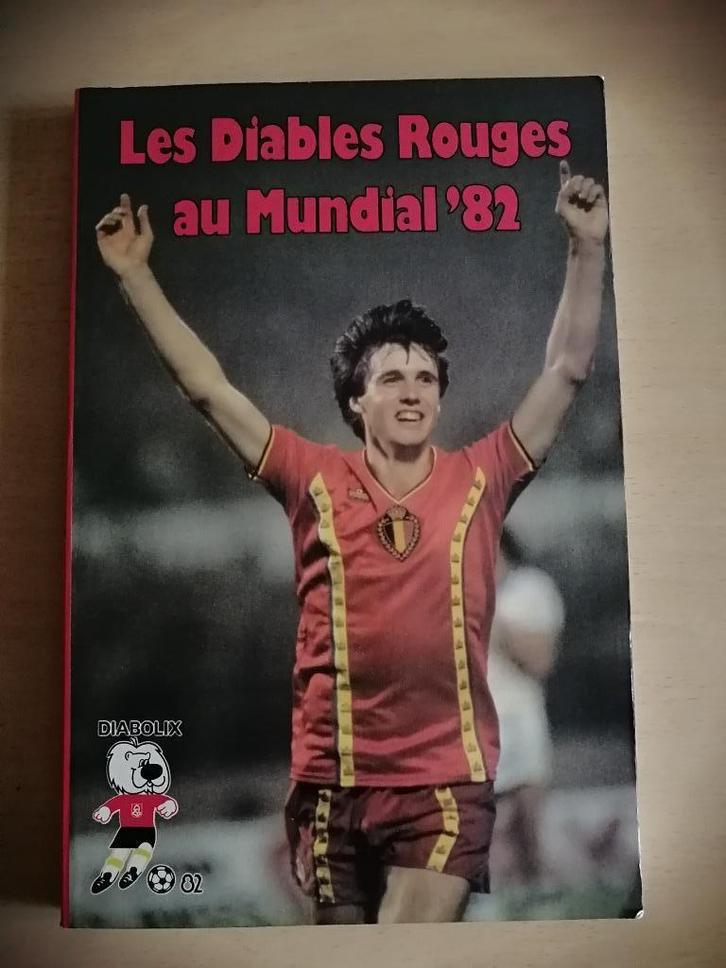 Les Diables Rouges
au Mundial '82
DIABOLIX
82